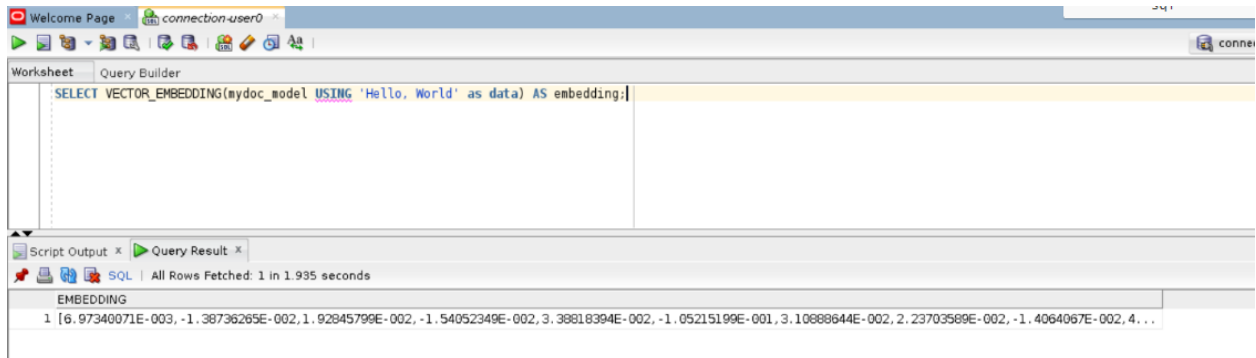 Welcome Page × connection-user0 ×
conne
Worksheet Query Builder
SELECT VECTOR_EMBEDDING(mydoc_model USING 'Hello, World' as data) AS embedding;
Script Output × Query Result ×
SQL | All Rows Fetched: 1 in 1.935 seconds
EMBEDDING
1 [6.97340071E-003,-1.38736265E-002,1.92845799E-002,-1.54052349E-002,3.38818394E-002,-1.05215199E-001,3.10888644E-002,2.23703589E-002,-1.4064067E-002,4...